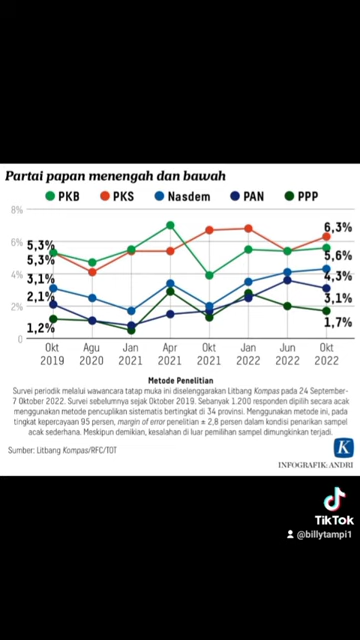 Partai papan menengah dan bawah
PKB PKS Nasdem PAN PPP
8%
6%
4%
2%
0
5,3%
5,3%
3,1%
2,1%
1,2%
6,3%
5,6%
4,3%
3,1%
1,7%
Okt 2019 Agu 2020 Jan 2021 Apr 2021 Okt 2021 Jan 2022 Jun 2022 Okt 2022
Metode Penelitian
Survei periodik melalui wawancara tatap muka ini diselenggarakan Litbang Kompas pada 24 September-
7 Oktober 2022. Survei sebelumnya sejak Oktober 2019. Sebanyak 1.200 responden dipilih secara acak
menggunakan metode pencuplikan sistematis bertingkat di 34 provinsi. Menggunakan metode ini, pada
tingkat kepercayaan 95 persen, margin of error penelitian ± 2,8 persen dalam kondisi penarikan sampel
acak sederhana. Meskipun demikian, kesalahan di luar pemilihan sampel dimungkinkan terjadi.
Sumber: Litbang Kompas/RFC/TOT
K
INFOGRAFIK: ANDRI
TikTok
@billytampi1